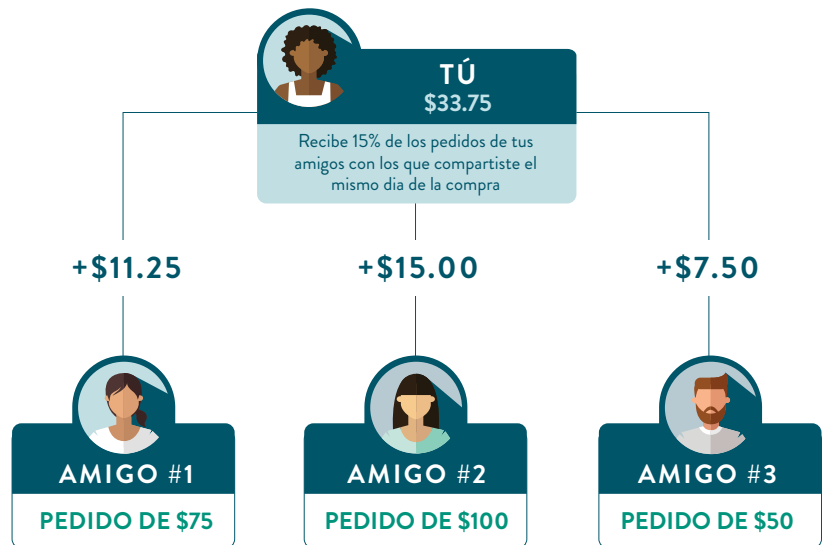 TÚ
$33.75
Recibe 15% de los pedidos de tus
amigos con los que compartiste el
mismo dia de la compra
+$11.25
+$15.00
+$7.50
AMIGO #1
AMIGO #2
AMIGO #3
PEDIDO DE $75
PEDIDO DE $100
PEDIDO DE $50